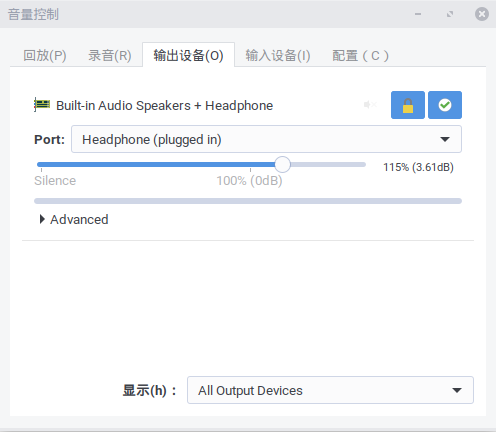 音量控制
回放(P) 录音(R) 输出设备(O) 输入设备(I) 配置（C）
Built-in Audio Speakers + Headphone
Port: Headphone (plugged in)
115% (3.61dB)
Silence 100% (0dB)
Advanced
显示(h)： All Output Devices